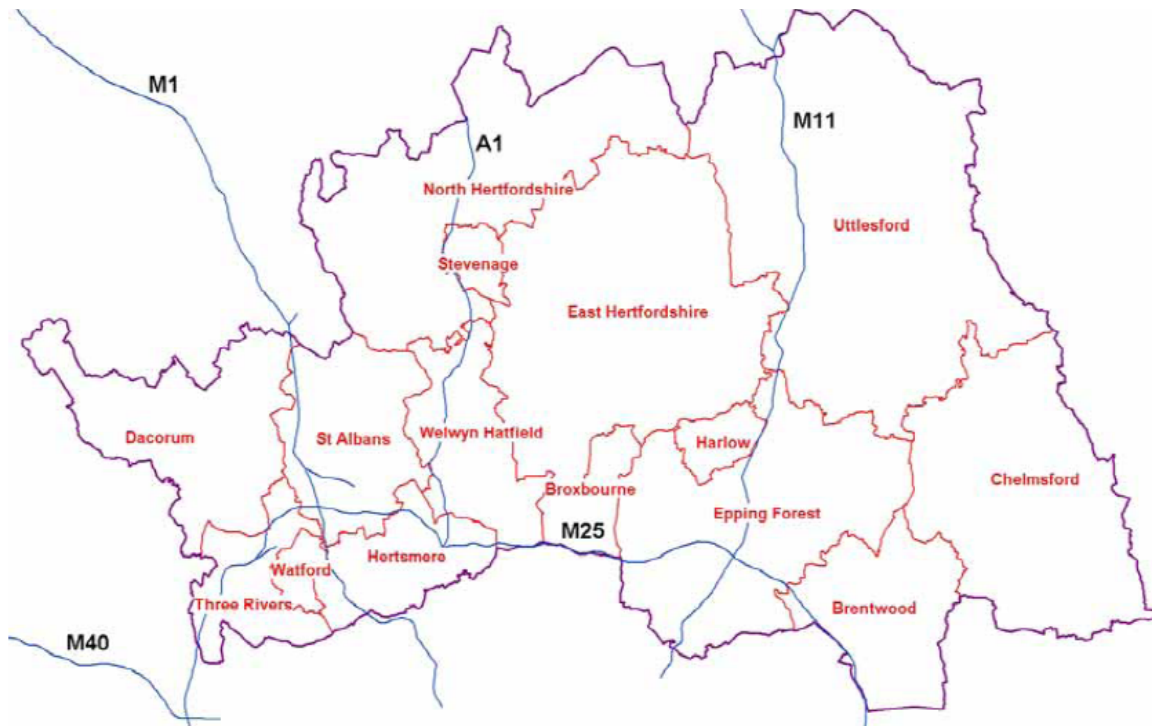 M1
M11
A1
North Hertfordshire
Uttlesford
Stevenage
East Hertfordshire
Dacorum
St Albans
Welwyn Hatfield
Harlow
Chelmsford
Broxbourne
Epping Forest
M25
Hertsmere
Watford
Three Rivers
Brentwood
M40